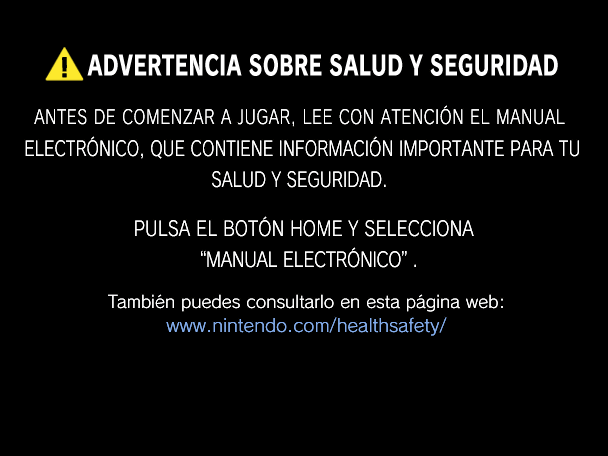 ADVERTENCIA SOBRE SALUD Y SEGURIDAD
ANTES DE COMENZAR A JUGAR, LEE CON ATENCIÓN EL MANUAL
ELECTRÓNICO, QUE CONTIENE INFORMACIÓN IMPORTANTE PARA TU
SALUD Y SEGURIDAD.
PULSA EL BOTÓN HOME Y SELECCIONA
“MANUAL ELECTRÓNICO” .
También puedes consultarlo en esta página web:
www.nintendo.com/healthsafety/